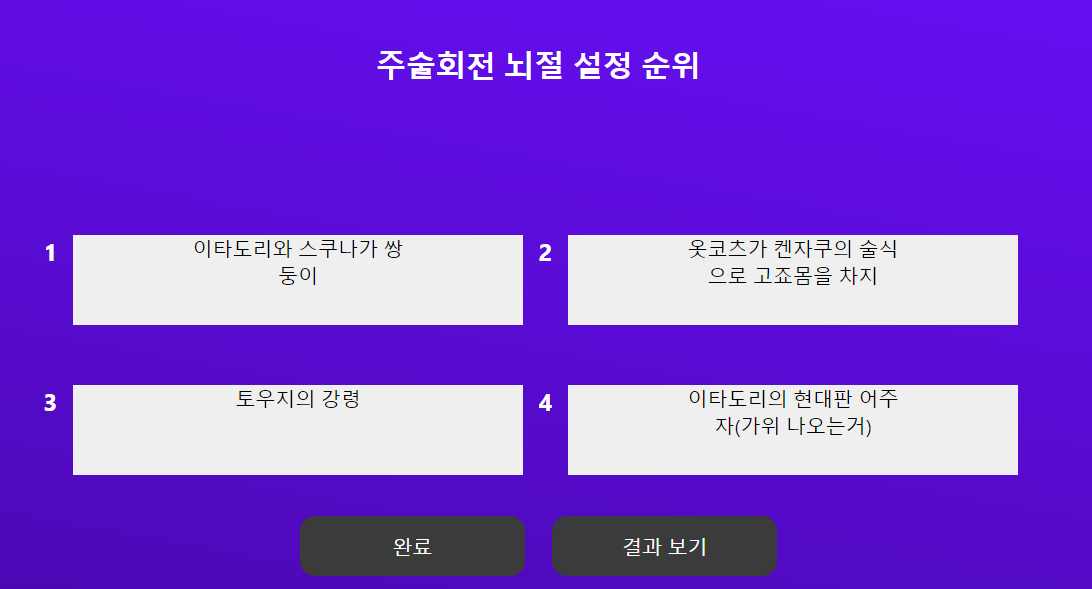 주술회전 뇌절 설정 순위
1
이타도리와 스쿠나가 쌍
둥이
2
옷코츠가 켄자쿠의 술식
으로 고죠몸을 차지
3
토우지의 강령
4
이타도리의 현대판 어주
자(가위 나오는거)
완료
결과 보기